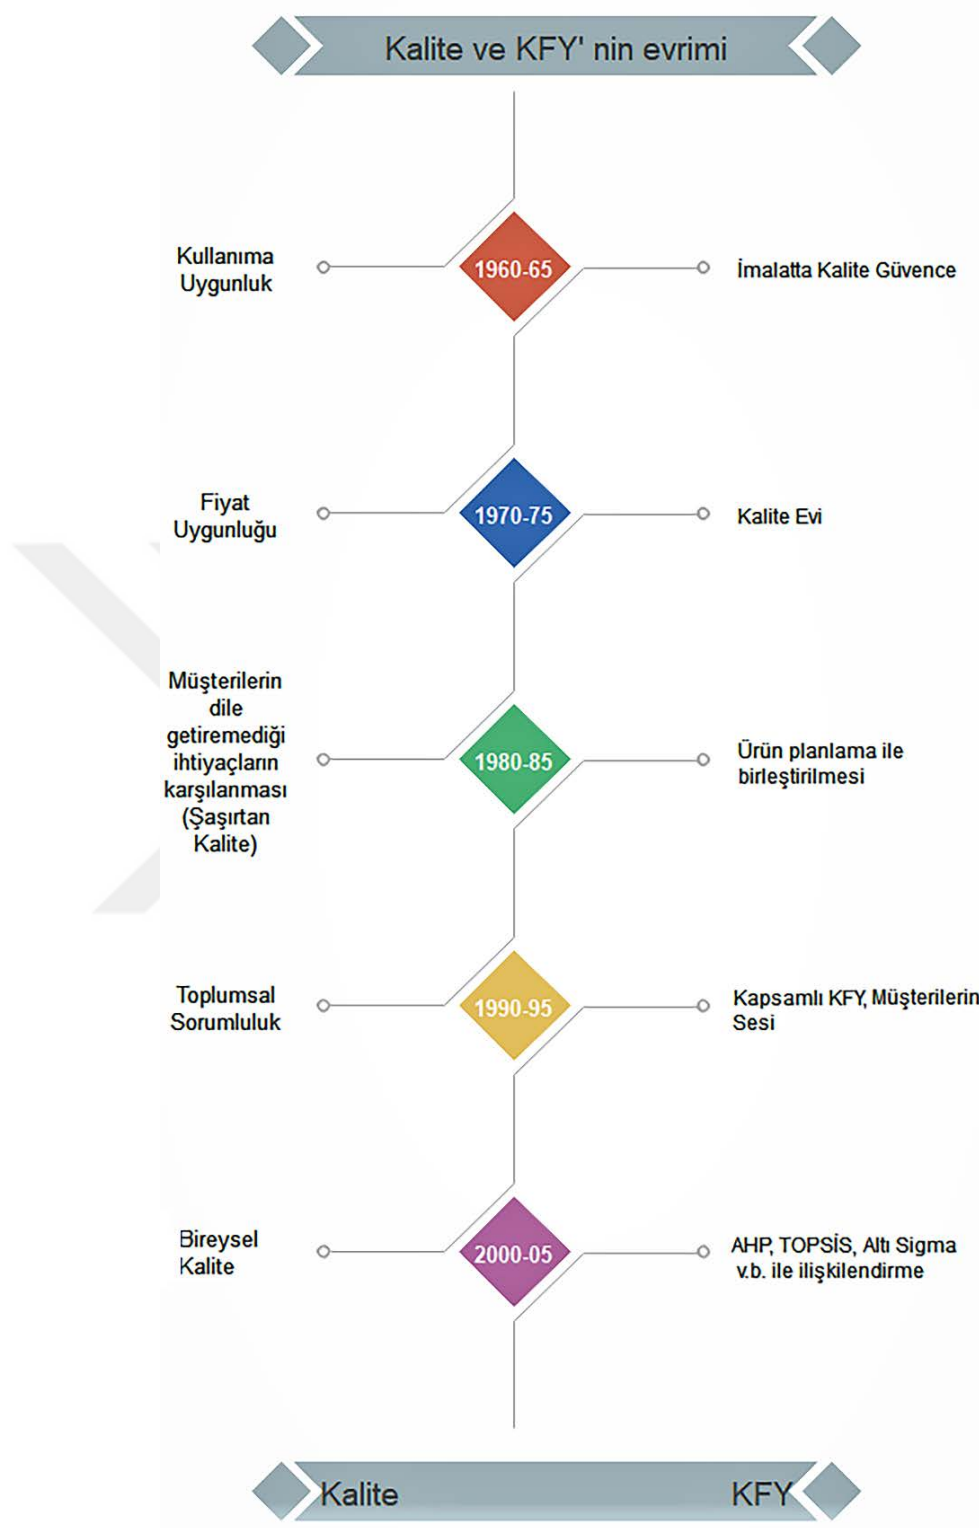 Kalite ve KFY' nin evrimi
Kullanıma
Uygunluk
1960-65
İmalatta Kalite Güvence
Fiyat
Uygunluğu
1970-75
Kalite Evi
Müşterilerin
dile
getiremediği
ihtiyaçların
karşılanması
(Şaşırtan
Kalite)
1980-85
Ürün planlama ile
birleştirilmesi
Toplumsal
Sorumluluk
1990-95
Kapsamlı KFY, Müşterilerin
Sesi
Bireysel
Kalite
2000-05
AHP, TOPSİS, Altı Sigma
v.b. ile ilişkilendirme
Kalite
KFY